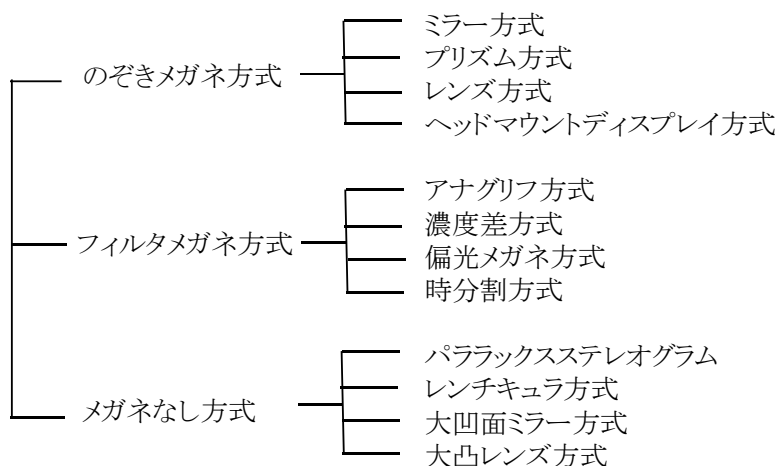 のぞきメガネ方式
ミラー方式
プリズム方式
レンズ方式
ヘッドマウントディスプレイ方式
フィルタメガネ方式
アナグリフ方式
濃度差方式
偏光メガネ方式
時分割方式
メガネなし方式
パララックスステレオグラム
レンチキュラ方式
大凹面ミラー方式
大凸レンズ方式